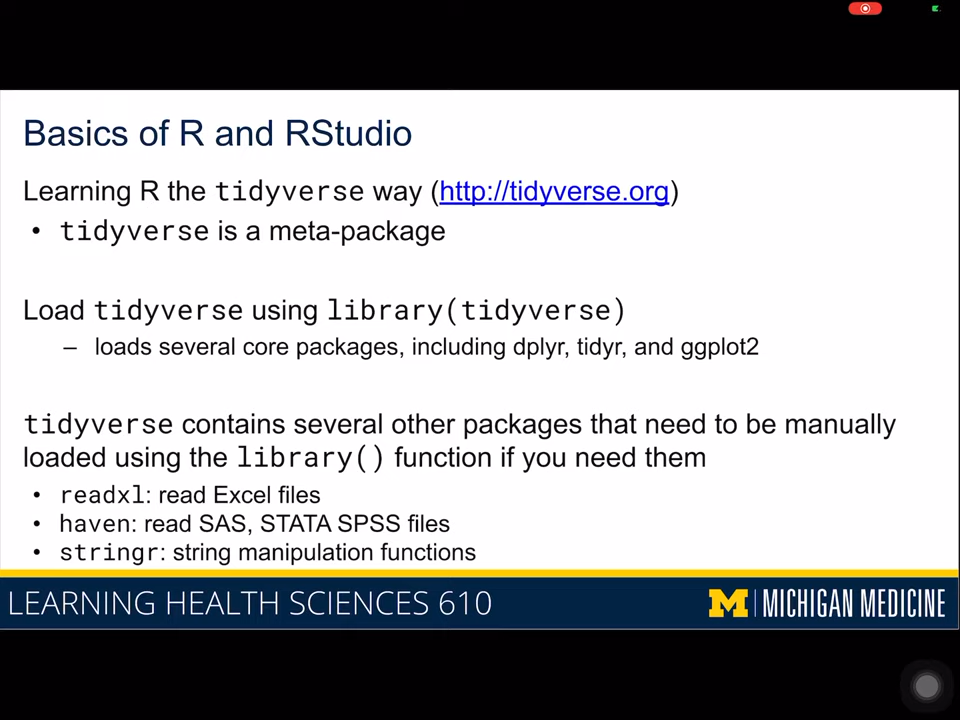 Basics of R and RStudio
Learning R the tidyverse way (http://tidyverse.org)
• tidyverse is a meta-package
Load tidyverse using library(tidyverse)
– loads several core packages, including dplyr, tidyr, and ggplot2
tidyverse contains several other packages that need to be manually
loaded using the library() function if you need them
• readxl: read Excel files
• haven: read SAS, STATA SPSS files
• stringr: string manipulation functions
LEARNING HEALTH SCIENCES 610
M | MICHIGAN MEDICINE